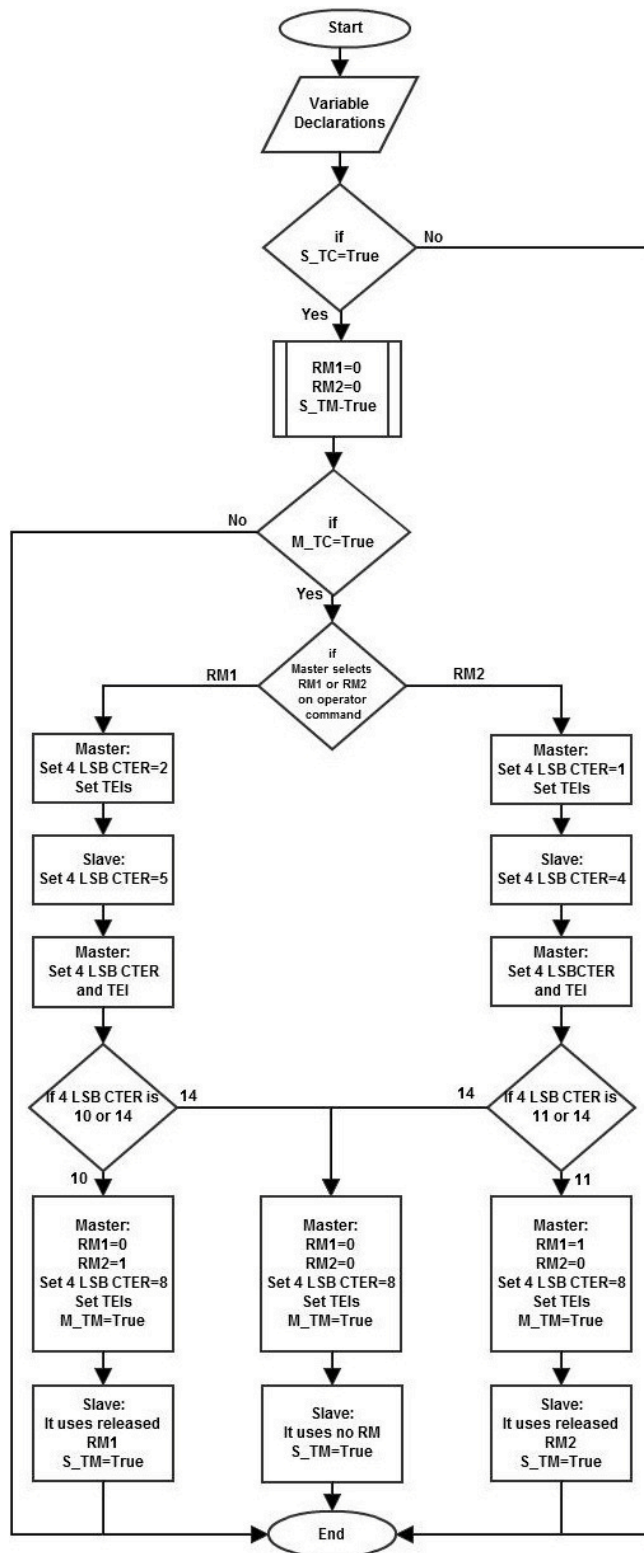 Start
Variable
Declarations
if
S_TC=True
No
Yes
RM1=0
RM2=0
S_TM-True
No
if
M_TC=True
Yes
if
Master selects
RM1 or RM2
on operator
command
RM1
RM2
Master:
Set 4 LSB CTER=2
Set TEIs
Master:
Set 4 LSB CTER=1
Set TEIs
Slave:
Set 4 LSB CTER=5
Slave:
Set 4 LSB CTER=4
Master:
Set 4 LSB CTER
and TEI
Master:
Set 4 LSBCTER
and TEI
If 4 LSB CTER is
10 or 14
14
14
If 4 LSB CTER is
11 or 14
10
11
Master:
RM1=0
RM2=1
Set 4 LSB CTER=8
Set TEIs
M_TM=True
Master:
RM1=0
RM2=0
Set 4 LSB CTER=8
Set TEIs
M_TM=True
Master:
RM1=1
RM2=0
Set 4 LSB CTER=8
Set TEIs
M_TM=True
Slave:
It uses released
RM1
S_TM=True
Slave:
It uses no RM
S_TM=True
Slave:
It uses released
RM2
S_TM=True
End